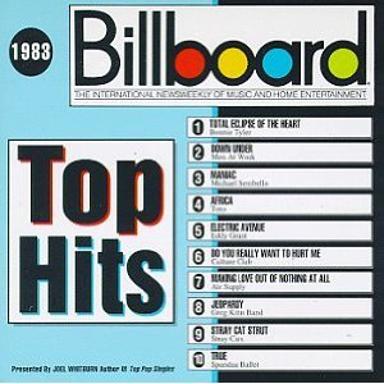 1983
Billboard
THE INTERNATIONAL NEWSWEEKLY OF MUSIC AND HOME ENTERTAINMENT
Top
Hits
1 TOTAL ECLIPSE OF THE HEART
Bonnie Tyler
2 DOWN UNDER
Men At Work
3 MANIAC
Michael Sembello
4 AFRICA
Toto
5 ELECTRIC AVENUE
Eddy Grant
6 DO YOU REALLY WANT TO HURT ME
Culture Club
7 MAKING LOVE OUT OF NOTHING AT ALL
Air Supply
8 JEOPARDY
Greg Kihn Band
9 STRAY CAT STRUT
Stray Cats
10 TRUE
Spandau Ballet
Presented By JOEL WHITBURN Author Of Top Pop Singles